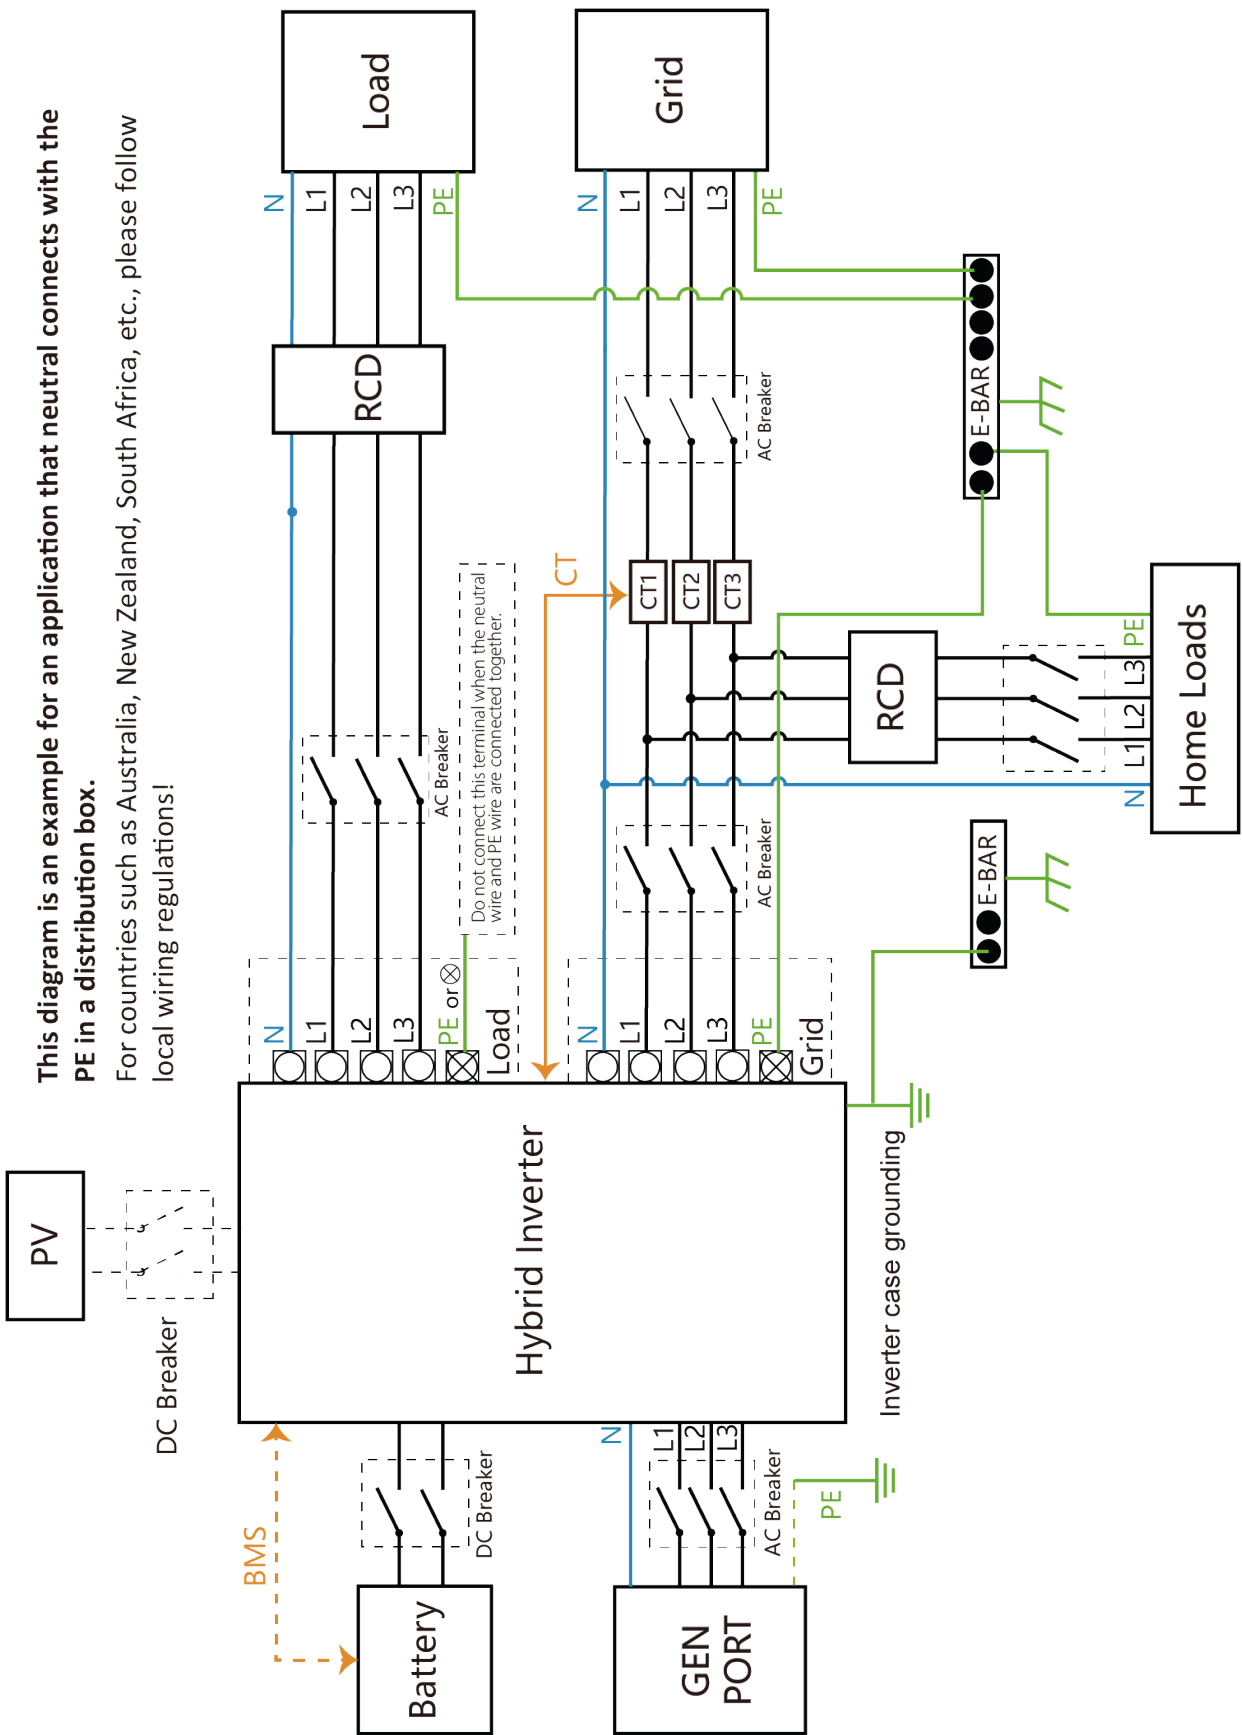 This diagram is an example for an application that neutral connects with the
PE in a distribution box.
For countries such as Australia, New Zealand, South Africa, etc., please follow
local wiring regulations!
PV
DC Breaker
BMS
Battery
DC Breaker
GEN
PORT
N
L1
L2
L3
AC Breaker
PE
Hybrid Inverter
Inverter case grounding
N
L1
L2
L3
PE or
Load
Do not connect this terminal when the neutral
wire and PE wire are connected together.
AC Breaker
RCD
N
L1
L2
L3
PE
Load
CT
N
L1
L2
L3
PE
Grid
AC Breaker
CT1
CT2
CT3
AC Breaker
N
L1
L2
L3
PE
Grid
RCD
N
L1
L2
L3
PE
Home Loads
E-BAR
E-BAR